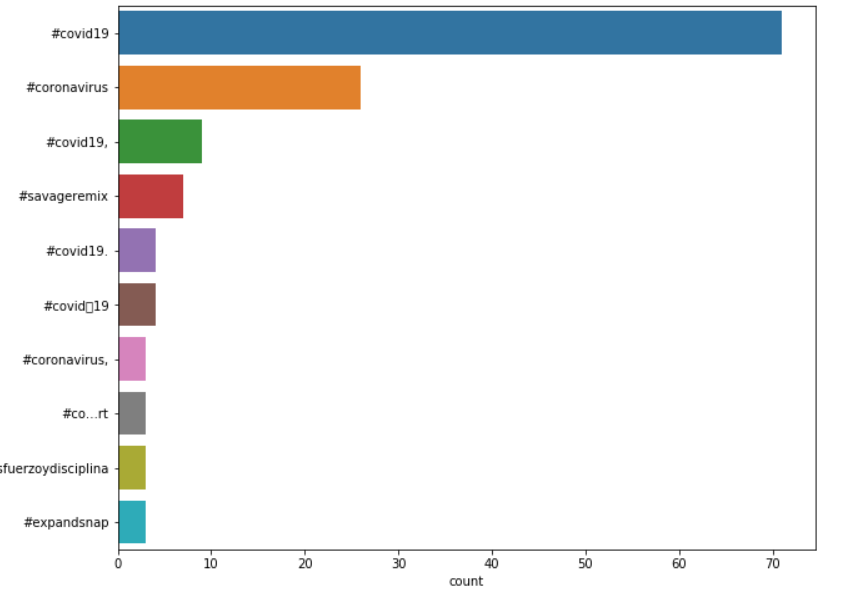 #covid19
#coronavirus
#covid19,
#savageremix
#covid19.
#covid▯19
#coronavirus,
#co...rt
sfuerzoydisciplina
#expandsnap
0 10 20 30 40 50 60 70
count